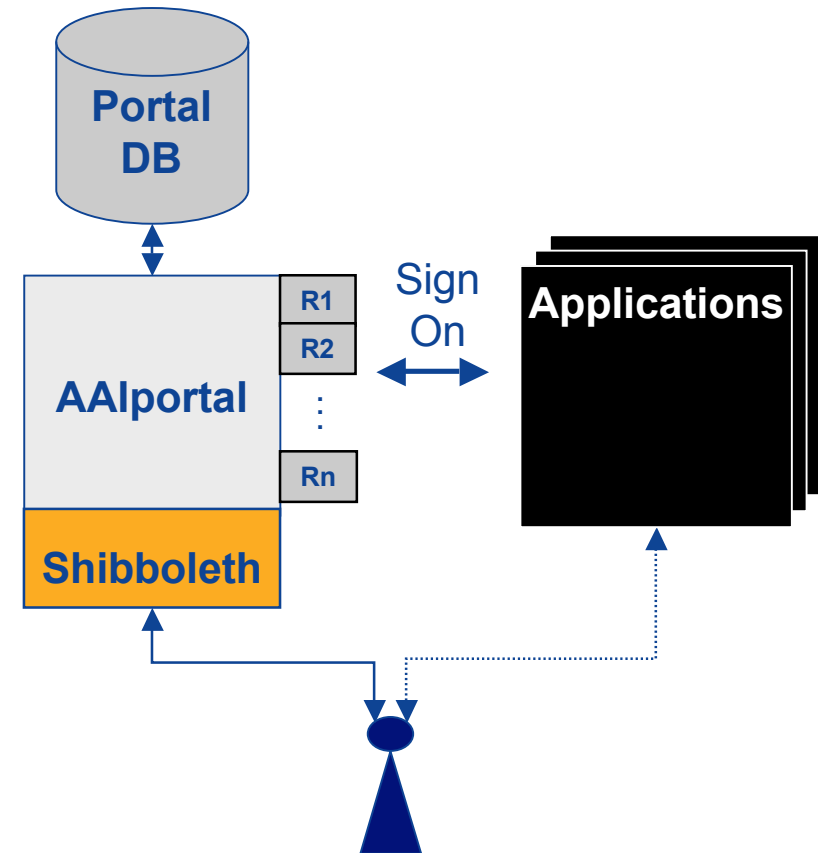 Portal
DB
R1
R2
⋮
Rn
AAIportal
Shibboleth
Sign
On
Applications